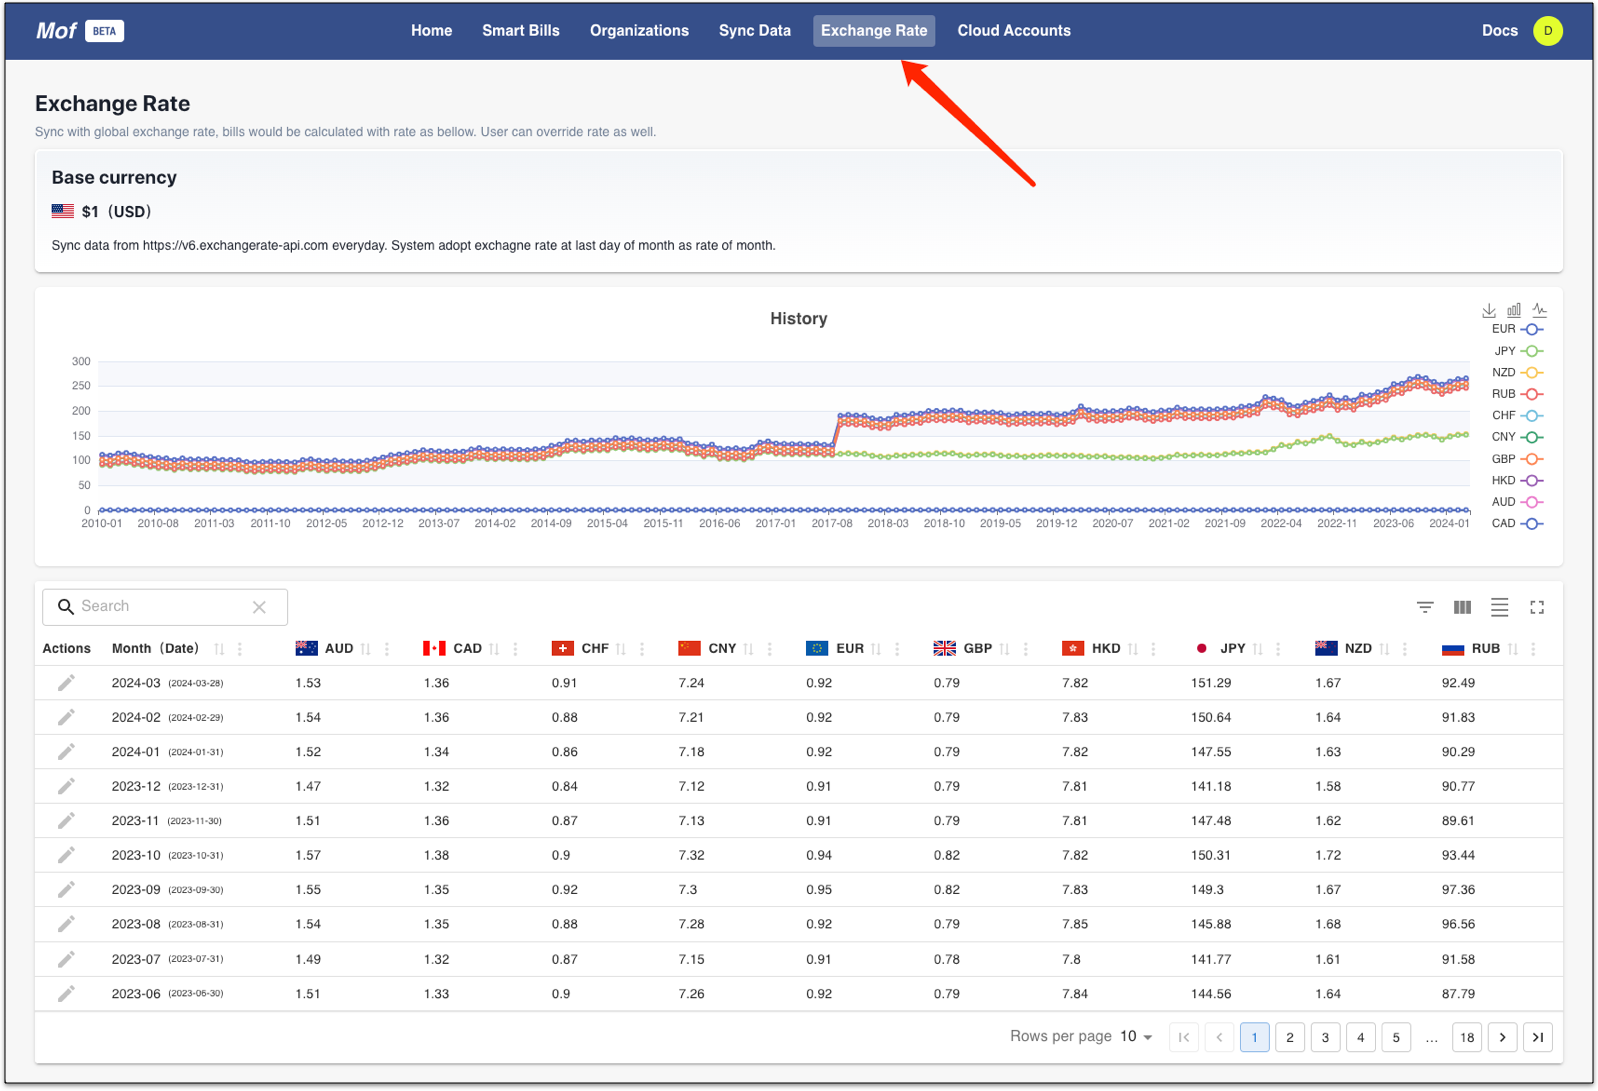 Mof BETA Home Smart Bills Organizations Sync Data Exchange Rate Cloud Accounts Docs D
Exchange Rate
Sync with global exchange rate, bills would be calculated with rate as bellow. User can override rate as well.
Base currency
$1（USD）
Sync data from https://v6.exchangerate-api.com everyday. System adopt exchagne rate at last day of month as rate of month.
History
EUR
JPY
NZD
RUB
CHF
CNY
GBP
HKD
AUD
CAD
300
250
200
150
100
50
0
2010-01 2010-08 2011-03 2011-10 2012-05 2012-12 2013-07 2014-02 2014-09 2015-04 2015-11 2016-06 2017-01 2017-08 2018-03 2018-10 2019-05 2019-12 2020-07 2021-02 2021-09 2022-04 2022-11 2023-06 2024-01
Search
Actions Month（Date） AUD CAD CHF CNY EUR GBP HKD JPY NZD RUB
2024-03 (2024-03-28) 1.53 1.36 0.91 7.24 0.92 0.79 7.82 151.29 1.67 92.49
2024-02 (2024-02-29) 1.54 1.36 0.88 7.21 0.92 0.79 7.83 150.64 1.64 91.83
2024-01 (2024-01-31) 1.52 1.34 0.86 7.18 0.92 0.79 7.82 147.55 1.63 90.29
2023-12 (2023-12-31) 1.47 1.32 0.84 7.12 0.91 0.79 7.81 141.18 1.58 90.77
2023-11 (2023-11-30) 1.51 1.36 0.87 7.13 0.91 0.79 7.81 147.48 1.62 89.61
2023-10 (2023-10-31) 1.57 1.38 0.9 7.32 0.94 0.82 7.82 150.31 1.72 93.44
2023-09 (2023-09-30) 1.55 1.35 0.92 7.3 0.95 0.82 7.83 149.3 1.67 97.36
2023-08 (2023-08-31) 1.54 1.35 0.88 7.28 0.92 0.79 7.85 145.88 1.68 96.56
2023-07 (2023-07-31) 1.49 1.32 0.87 7.15 0.91 0.78 7.8 141.77 1.61 91.58
2023-06 (2023-06-30) 1.51 1.33 0.9 7.26 0.92 0.79 7.84 144.56 1.64 87.79
Rows per page 10 1 2 3 4 5 ... 18